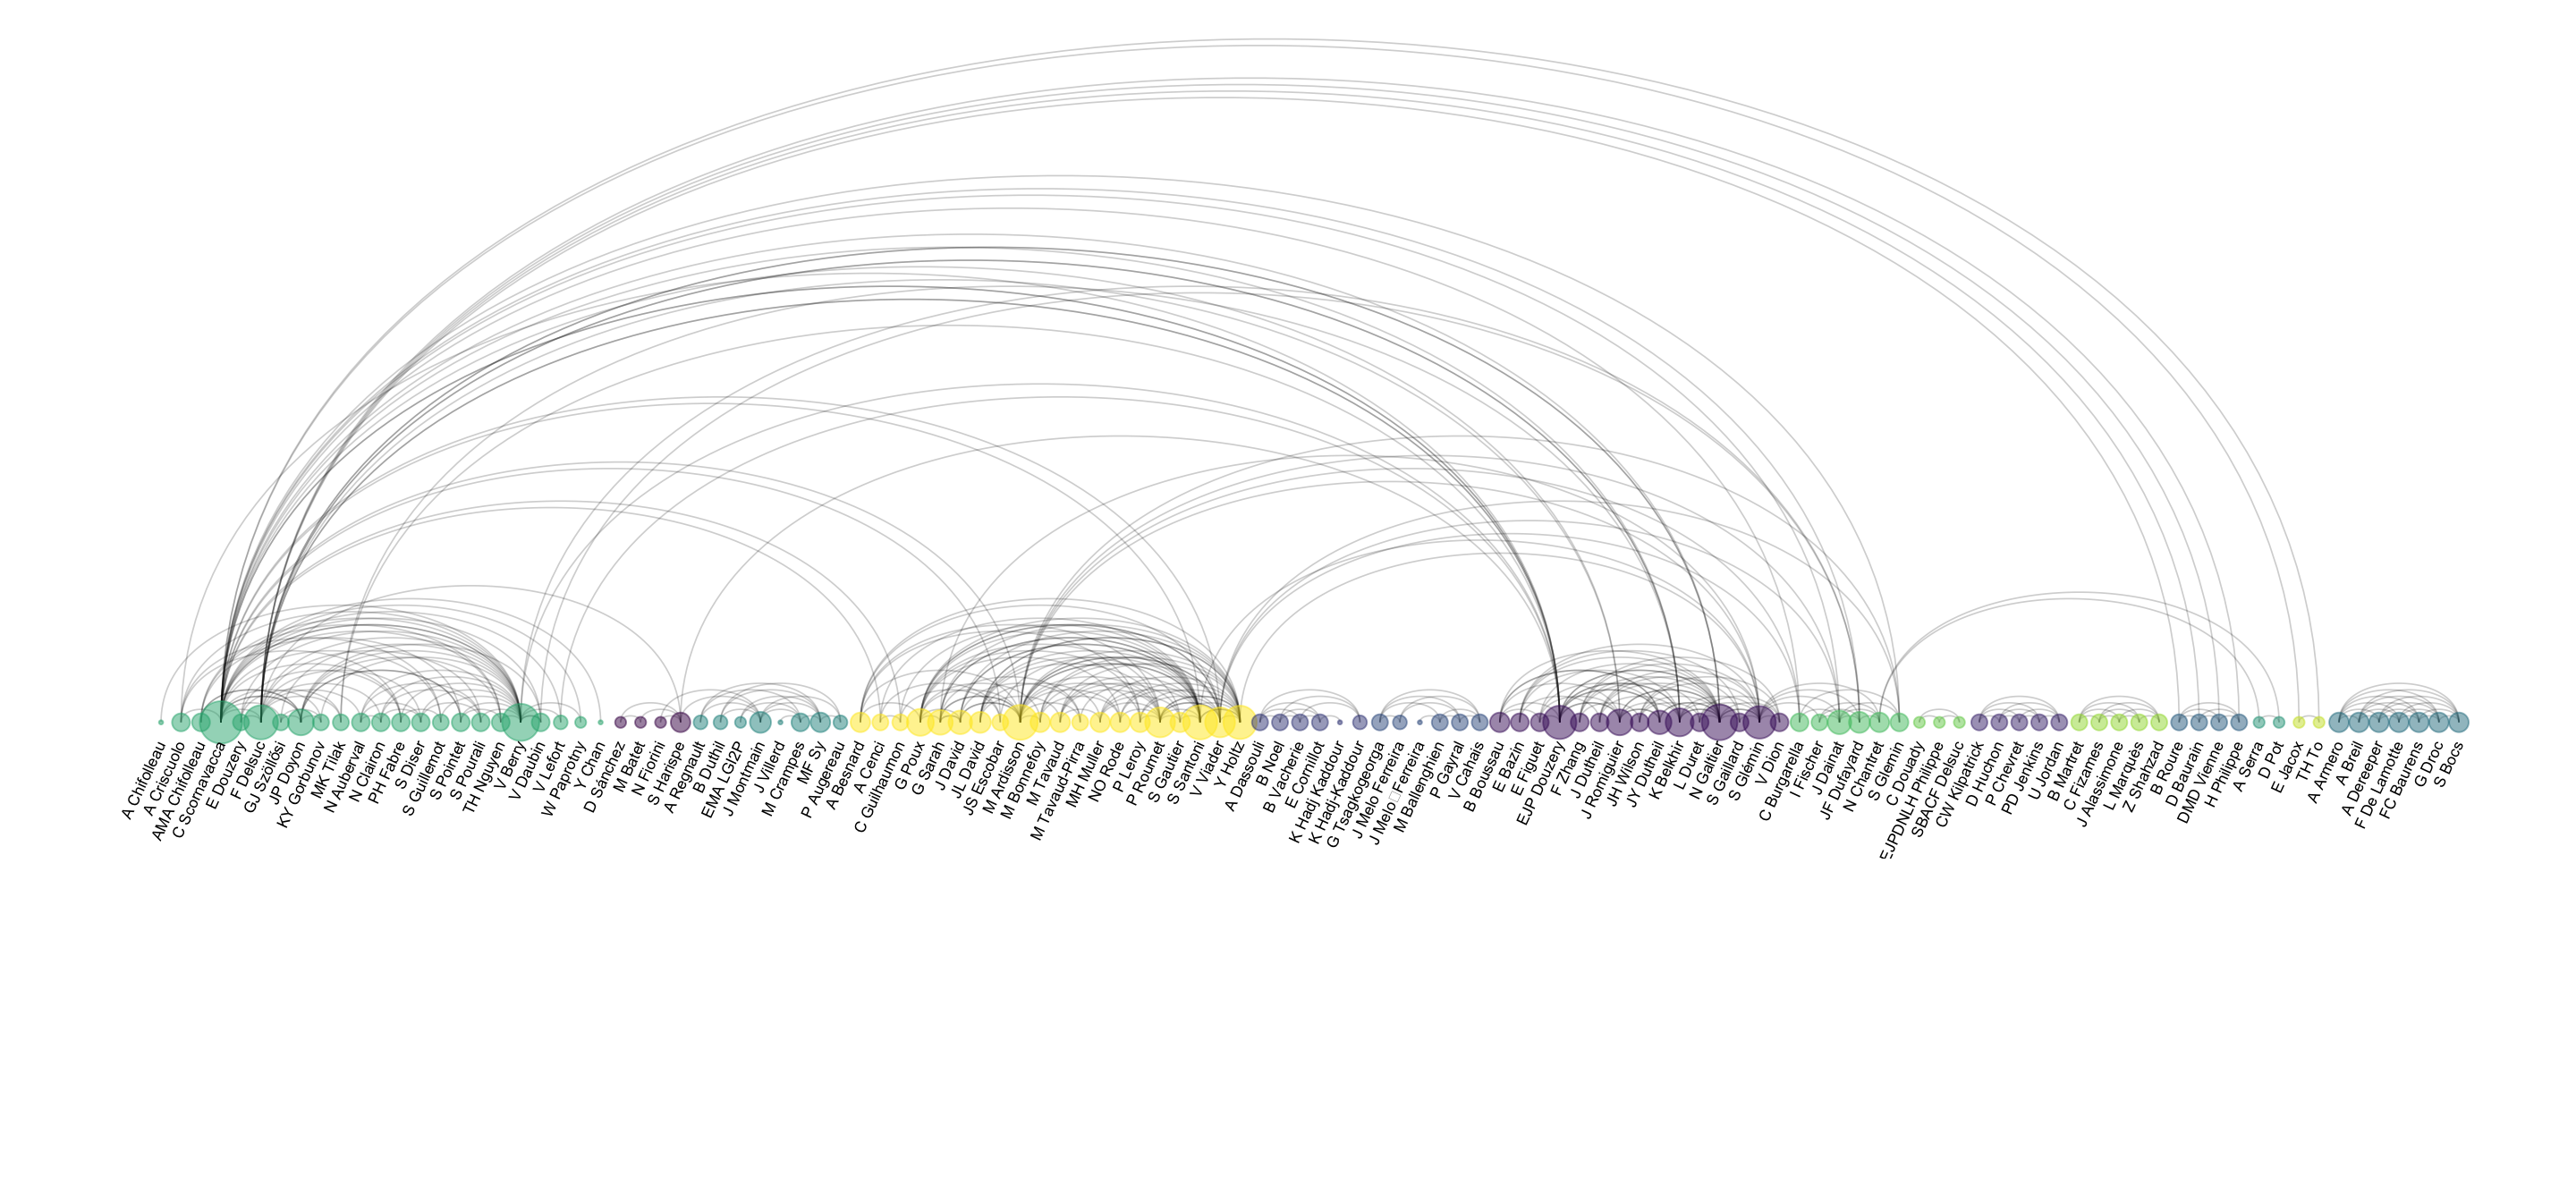 A Chifolleau
A Criscuolo
AMA Chifolleau
C Scornavacca
E Douzery
F Delsuc
GJ Szöllősi
JP Doyon
KY Gorbunov
MK Tilak
N Auberval
N Clairon
PH Fabre
S Diser
S Guillemot
S Pointet
S Pourali
TH Nguyen
V Berry
V Daubin
V Lefort
W Paprotny
Y Chan
D Sánchez
M Batet
N Fiorini
S Harispe
A Regnault
B Duthil
EMA LGI2P
J Montmain
J Villerd
M Crampes
MF Sy
P Augereau
A Besnard
A Cenci
C Guilhaumon
G Poux
G Sarah
J David
JL David
JS Escobar
M Ardisson
M Bonnefoy
M Tavaud
M Tavaud-Pirra
MH Muller
NO Rode
P Leroy
P Roumet
S Gautier
S Santoni
V Viader
Y Holtz
A Dassouli
B Noel
B Vacherie
E Cornillot
K Hadj Kaddour
K Hadj-Kaddour
G Tsagkogeorga
J Melo Ferreira
J Melo□Ferreira
M Ballenghien
P Gayral
V Cahais
B Boussau
E Bazin
E Figuet
EJP Douzery
F Zhang
J Dutheil
J Romiguier
JH Wilson
JY Dutheil
K Belkhir
L Duret
N Galtier
S Gaillard
S Glémin
V Dion
C Burgarella
I Fischer
J Dainat
JF Dufayard
N Chantret
S Glemin
C Douady
EJPDNLH Philippe
SBACF Delsuc
CW Kilpatrick
D Huchon
P Chevret
PD Jenkins
U Jordan
B Martret
C Fizames
J Alassimone
L Marquès
Z Shahzad
B Roure
D Baurain
DMD Vienne
H Philippe
A Serra
D Pot
E Jacox
TH To
A Armero
A Breil
A Dereeper
F De Lamotte
FC Baurens
G Droc
S Bocs